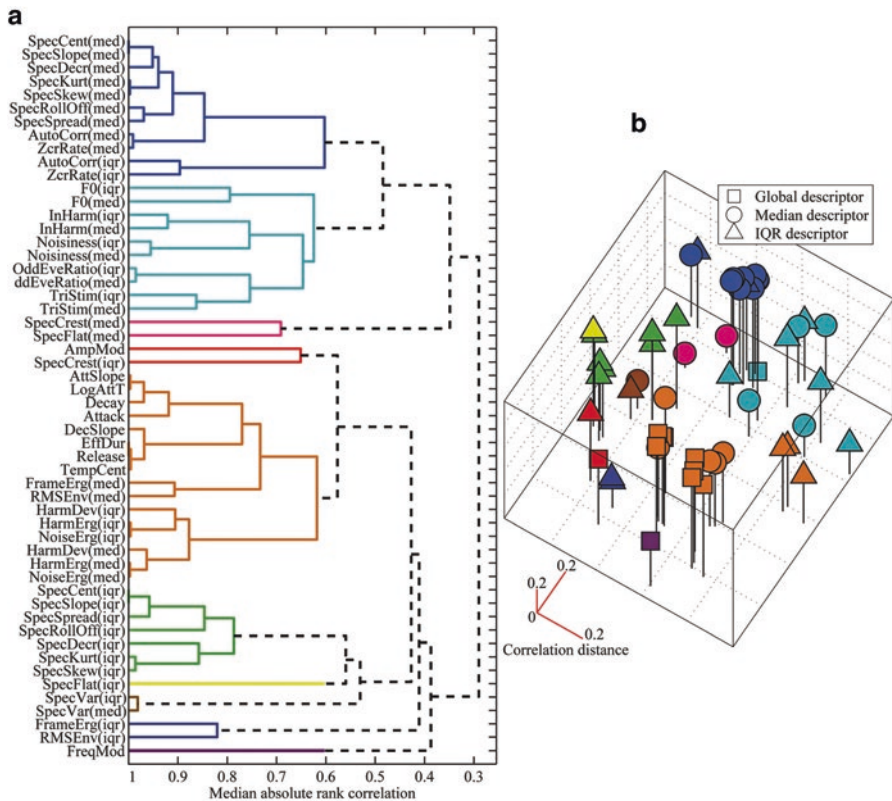 a
SpecCent(med)
SpecSlope(med)
SpecDecr(med)
SpecKurt(med)
SpecSkew(med)
SpecRollOff(med)
SpecSpread(med)
AutoCorr(med)
ZcrRate(med)
AutoCorr(iqr)
ZcrRate(iqr)
F0(iqr)
F0(med)
InHarm(iqr)
InHarm(med)
Noisiness(iqr)
Noisiness(med)
OddEveRatio(iqr)
ddEveRatio(med)
TriStim(iqr)
TriStim(med)
SpecCrest(med)
SpecFlat(med)
AmpMod
SpecCrest(iqr)
AttSlope
LogAttT
Decay
Attack
DecSlope
EffDur
Release
TempCent
FrameErg(med)
RMSEnv(med)
HarmDev(iqr)
HarmErg(iqr)
NoiseErg(iqr)
HarmDev(med)
HarmErg(med)
NoiseErg(med)
SpecCent(iqr)
SpecSlope(iqr)
SpecSpread(iqr)
SpecRollOff(iqr)
SpecDecr(iqr)
SpecKurt(iqr)
SpecSkew(iqr)
SpecFlat(iqr)
SpecVar(iqr)
SpecVar(med)
FrameErg(iqr)
RMSEnv(iqr)
FreqMod
1 0.9 0.8 0.7 0.6 0.5 0.4 0.3
Median absolute rank correlation
b
Global descriptor
Median descriptor
IQR descriptor
0.2
0.2
0
0.2
Correlation distance